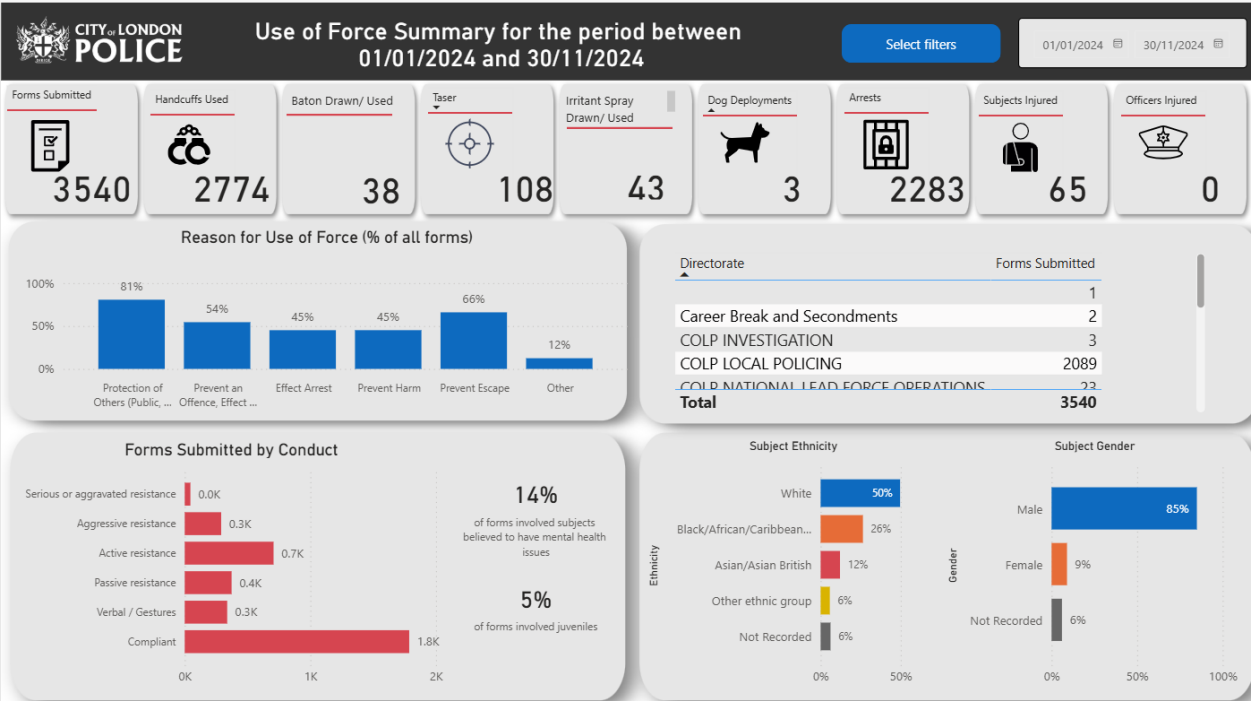 CITY OF LONDON
POLICE
Use of Force Summary for the period between
01/01/2024 and 30/11/2024
Select filters
01/01/2024 30/11/2024
Forms Submitted
3540
Handcuffs Used
2774
Baton Drawn/ Used
38
Taser
108
Irritant Spray
Drawn/ Used
43
Dog Deployments
3
Arrests
2283
Subjects Injured
65
Officers Injured
0
Reason for Use of Force (% of all forms)
100%
50%
0%
81%
54%
45%
45%
66%
12%
Protection of
Others (Public, ...
Prevent an
Offence, Effect ...
Effect Arrest
Prevent Harm
Prevent Escape
Other
Directorate Forms Submitted
1
Career Break and Secondments 2
COLP INVESTIGATION 3
COLP LOCAL POLICING 2089
COLP NATIONAL LEAD FORCE OPERATIONS 23
Total 3540
Forms Submitted by Conduct
Serious or aggravated resistance 0.0K
Aggressive resistance 0.3K
Active resistance 0.7K
Passive resistance 0.4K
Verbal / Gestures 0.3K
Compliant 1.8K
0K 1K 2K
14%
of forms involved subjects
believed to have mental health
issues
5%
of forms involved juveniles
Subject Ethnicity
Ethnicity
White 50%
Black/African/Caribbean... 26%
Asian/Asian British 12%
Other ethnic group 6%
Not Recorded 6%
0% 50%
Subject Gender
Gender
Male 85%
Female 9%
Not Recorded 6%
0% 50% 100%